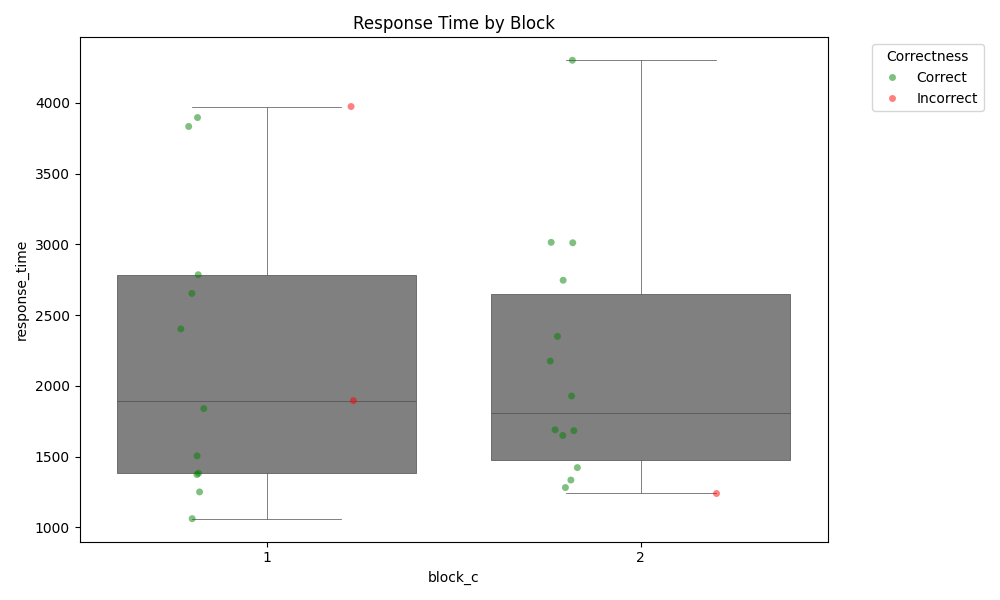 Response Time by Block
Correctness
Correct
Incorrect
response_time
4000
3500
3000
2500
2000
1500
1000
1
2
block_c